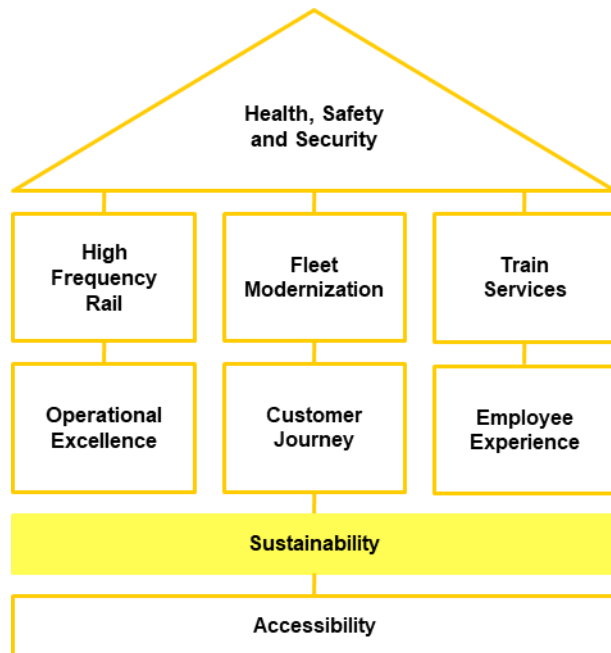 Health, Safety
and Security
High
Frequency
Rail
Fleet
Modernization
Train
Services
Operational
Excellence
Customer
Journey
Employee
Experience
Sustainability
Accessibility